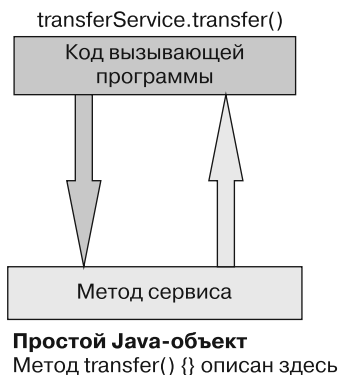 transferService.transfer()
Код вызывающей
программы
Метод сервиса
Простой Java-объект
Метод transfer() {} описан здесь